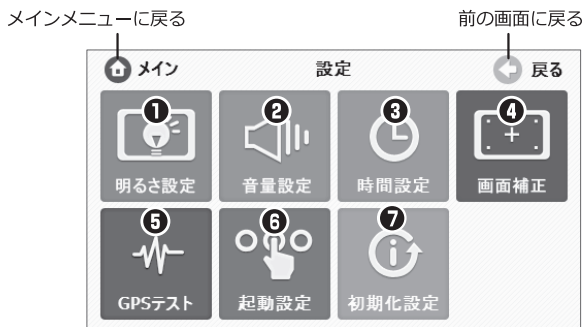 メインメニューに戻る 前の画面に戻る
メイン 設定 戻る
❶ ❷ ❸ ❹
明るさ設定 音量設定 時間設定 画面補正
❺ ❻ ❼
GPSテスト 起動設定 初期化設定